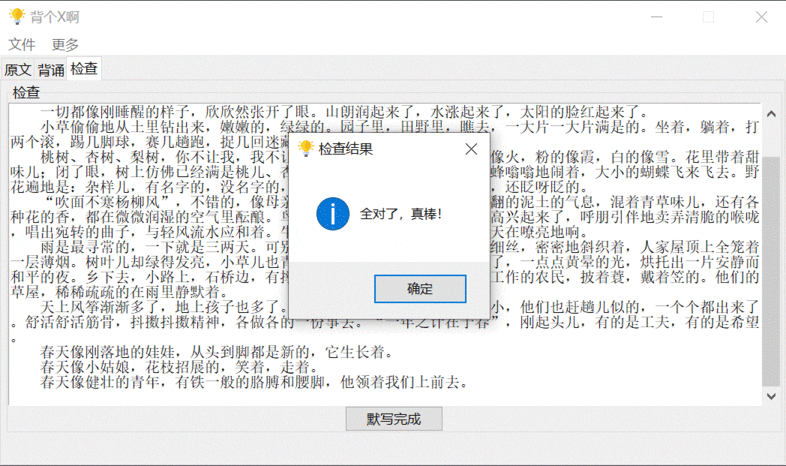 背个X啊
文件 更多
原文 背诵 检查
检查
一切都像刚睡醒的样子，欣欣然张开了眼。山朗润起来了，水涨起来了，太阳的脸红起来了。
小草偷偷地从土里钻出来，嫩嫩的，绿绿的。园子里，田野里，瞧去，一大片一大片满是的。坐着，躺着，打
两个滚，踢几脚球，赛几趟跑，捉几回迷
桃树、杏树、梨树，你不让我，我不让 像火，粉的像霞，白的像雪。花里带着甜
味儿；闭了眼，树上仿佛已经满是桃儿、杏 蜂嗡嗡地闹着，大小的蝴蝶飞来飞去。野
花遍地是：杂样儿，有名字的，没名字的， ，还眨呀眨的。
“吹面不寒杨柳风”，不错的，像母亲 翻的泥土的气息，混着青草味儿，还有各
种花的香，都在微微润湿的空气里酝酿。鸟 高兴起来了，呼朋引伴地卖弄清脆的喉咙
，唱出宛转的曲子，与轻风流水应和着。牛 天在嘹亮地响。
雨是最寻常的，一下就是三两天。可别 细丝，密密地斜织着，人家屋顶上全笼着
一层薄烟。树叶儿却绿得发亮，小草儿也青 了，一点点黄晕的光，烘托出一片安静而
和平的夜。乡下去，小路上，石桥边，有撑 工作的农民，披着蓑，戴着笠的。他们的
草屋，稀稀疏疏的在雨里静默着。
天上风筝渐渐多了，地上孩子也多了。 小，他们也赶趟儿似的，一个个都出来了
。舒活舒活筋骨，抖擞抖擞精神，各做各的一份事去。“一年之计在于春”，刚起头儿，有的是工夫，有的是希望
。
春天像刚落地的娃娃，从头到脚都是新的，它生长着。
春天像小姑娘，花枝招展的，笑着，走着。
春天像健壮的青年，有铁一般的胳膊和腰脚，他领着我们上前去。
检查结果
全对了，真棒！
确定
默写完成